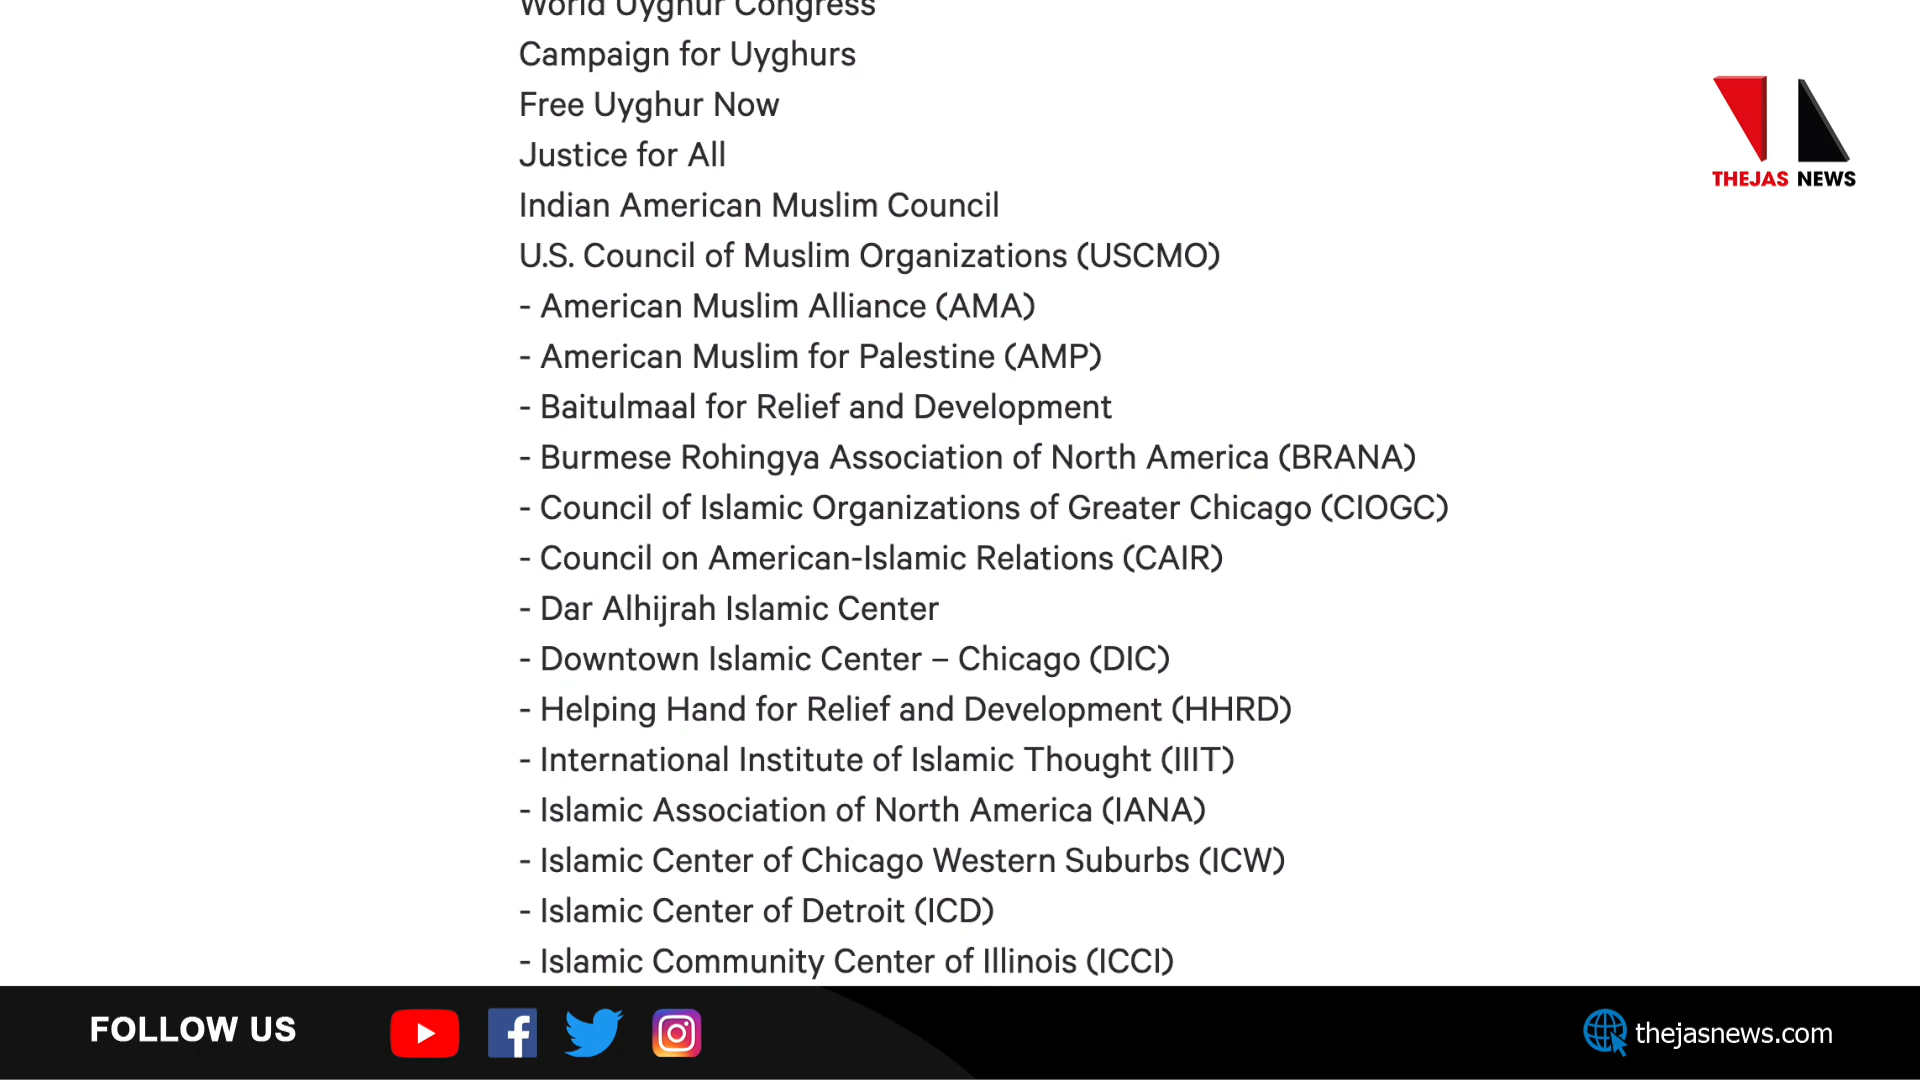 World Uyghur Congress
Campaign for Uyghurs
Free Uyghur Now
Justice for All
Indian American Muslim Council
U.S. Council of Muslim Organizations (USCMO)
- American Muslim Alliance (AMA)
- American Muslim for Palestine (AMP)
- Baitulmaal for Relief and Development
- Burmese Rohingya Association of North America (BRANA)
- Council of Islamic Organizations of Greater Chicago (CIOGC)
- Council on American-Islamic Relations (CAIR)
- Dar Alhijrah Islamic Center
- Downtown Islamic Center – Chicago (DIC)
- Helping Hand for Relief and Development (HHRD)
- International Institute of Islamic Thought (IIIT)
- Islamic Association of North America (IANA)
- Islamic Center of Chicago Western Suburbs (ICW)
- Islamic Center of Detroit (ICD)
- Islamic Community Center of Illinois (ICCI)
THEJAS NEWS
FOLLOW US
thejasnews.com